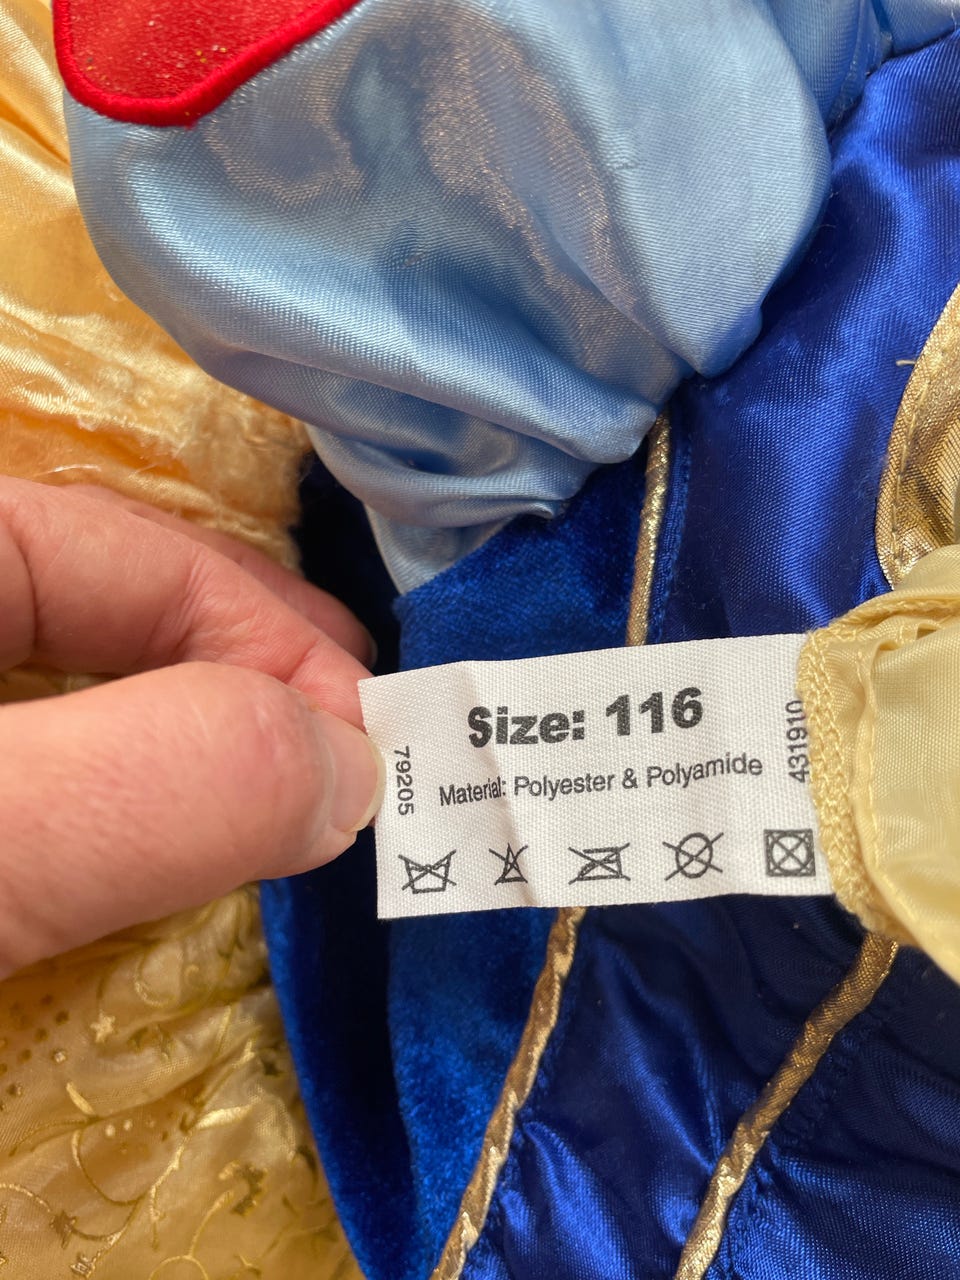 Size: 116
Material: Polyester & Polyamide
79205
431910